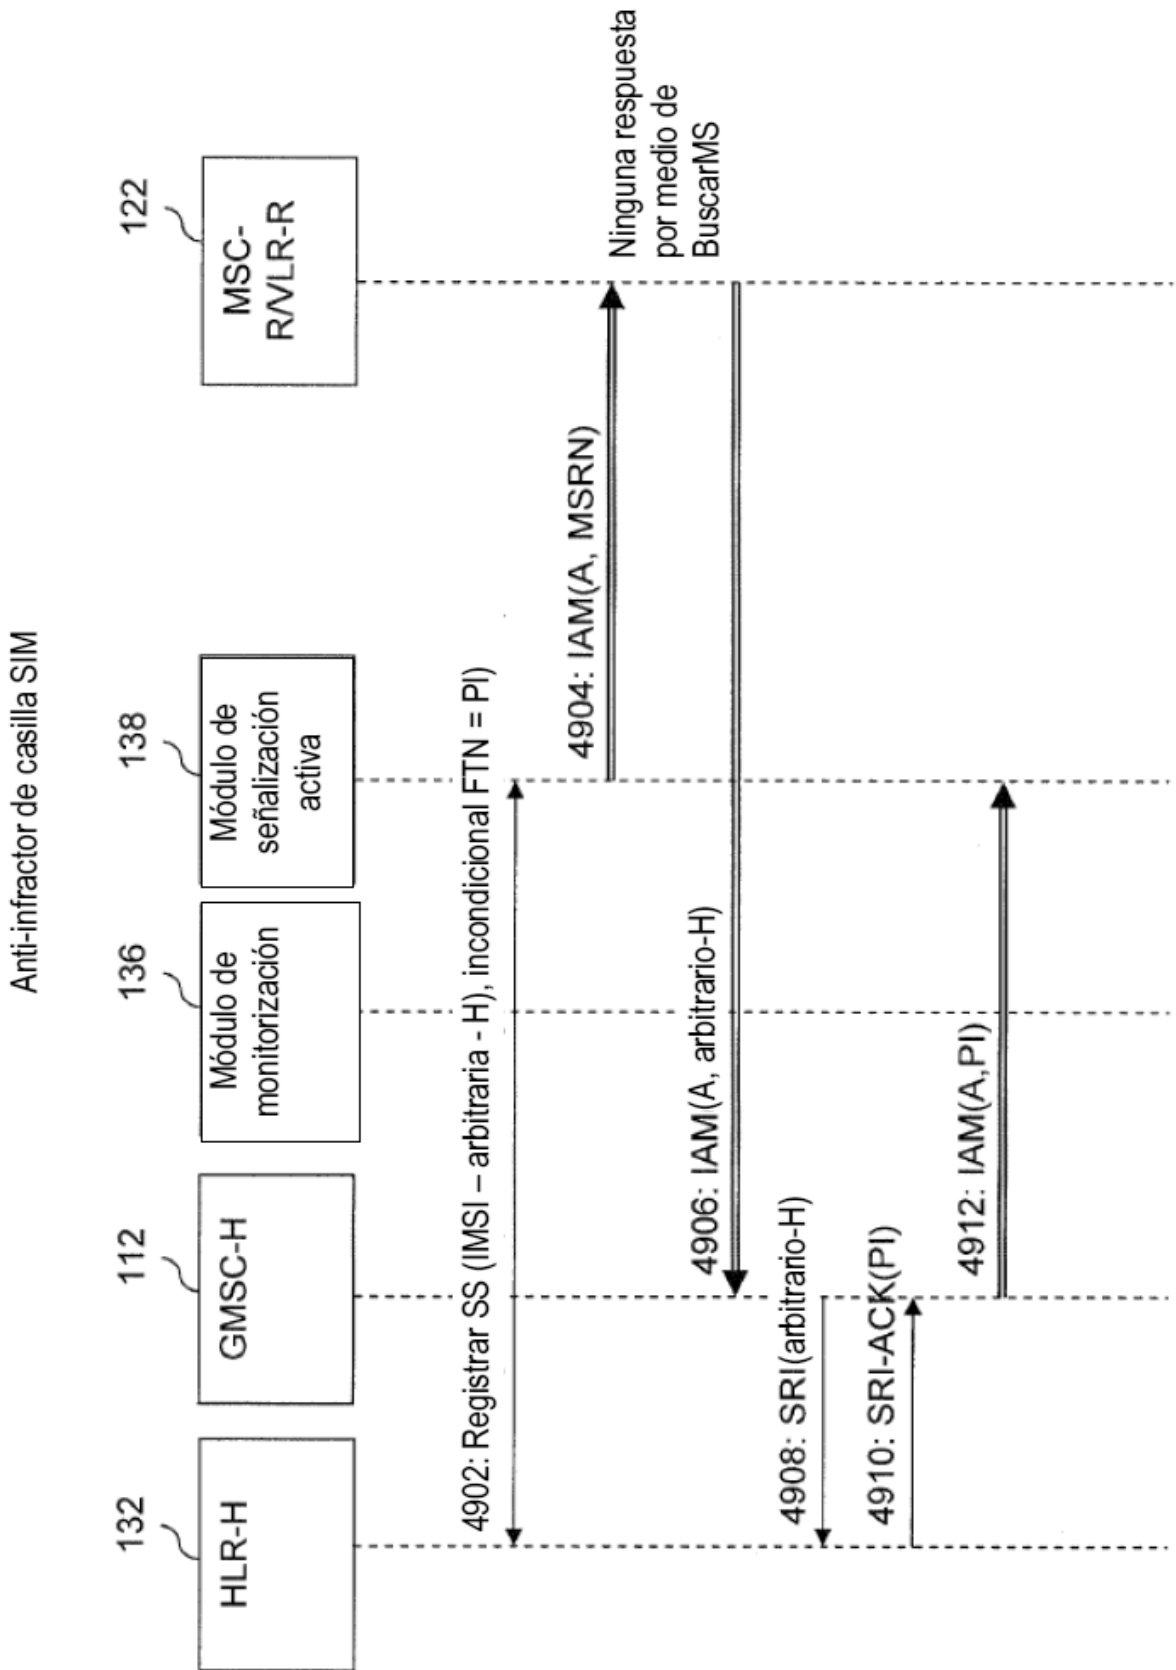 Anti-infractor de casilla SIM
132
112
136
138
122
HLR-H
GMSC-H
Módulo de
monitorización
Módulo de
señalización
activa
MSC-
R/VLR-R
4902: Registrar SS (IMSI – arbitraria - H), incondicional FTN = PI)
4904: IAM(A, MSRN)
Ninguna respuesta
por medio de
BuscarMS
4906: IAM(A, arbitrario-H)
4908: SRI(arbitrario-H)
4910: SRI-ACK(PI)
4912: IAM(A,PI)